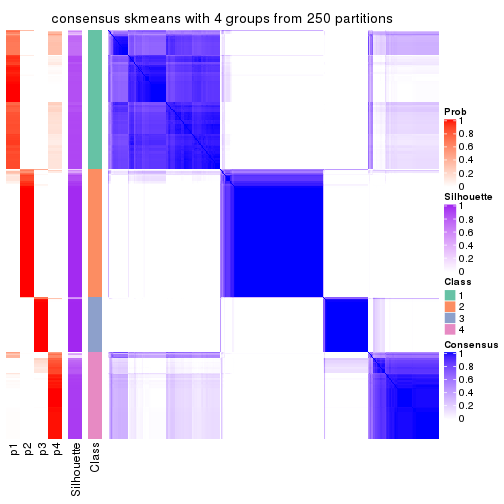 consensus skmeans with 4 groups from 250 partitions
Prob
1
0.8
0.6
0.4
0.2
0
Silhouette
1
0.8
0.6
0.4
0.2
0
Class
1
2
3
4
Consensus
1
0.8
0.6
0.4
0.2
0
p1
p2
p3
p4
Silhouette
Class